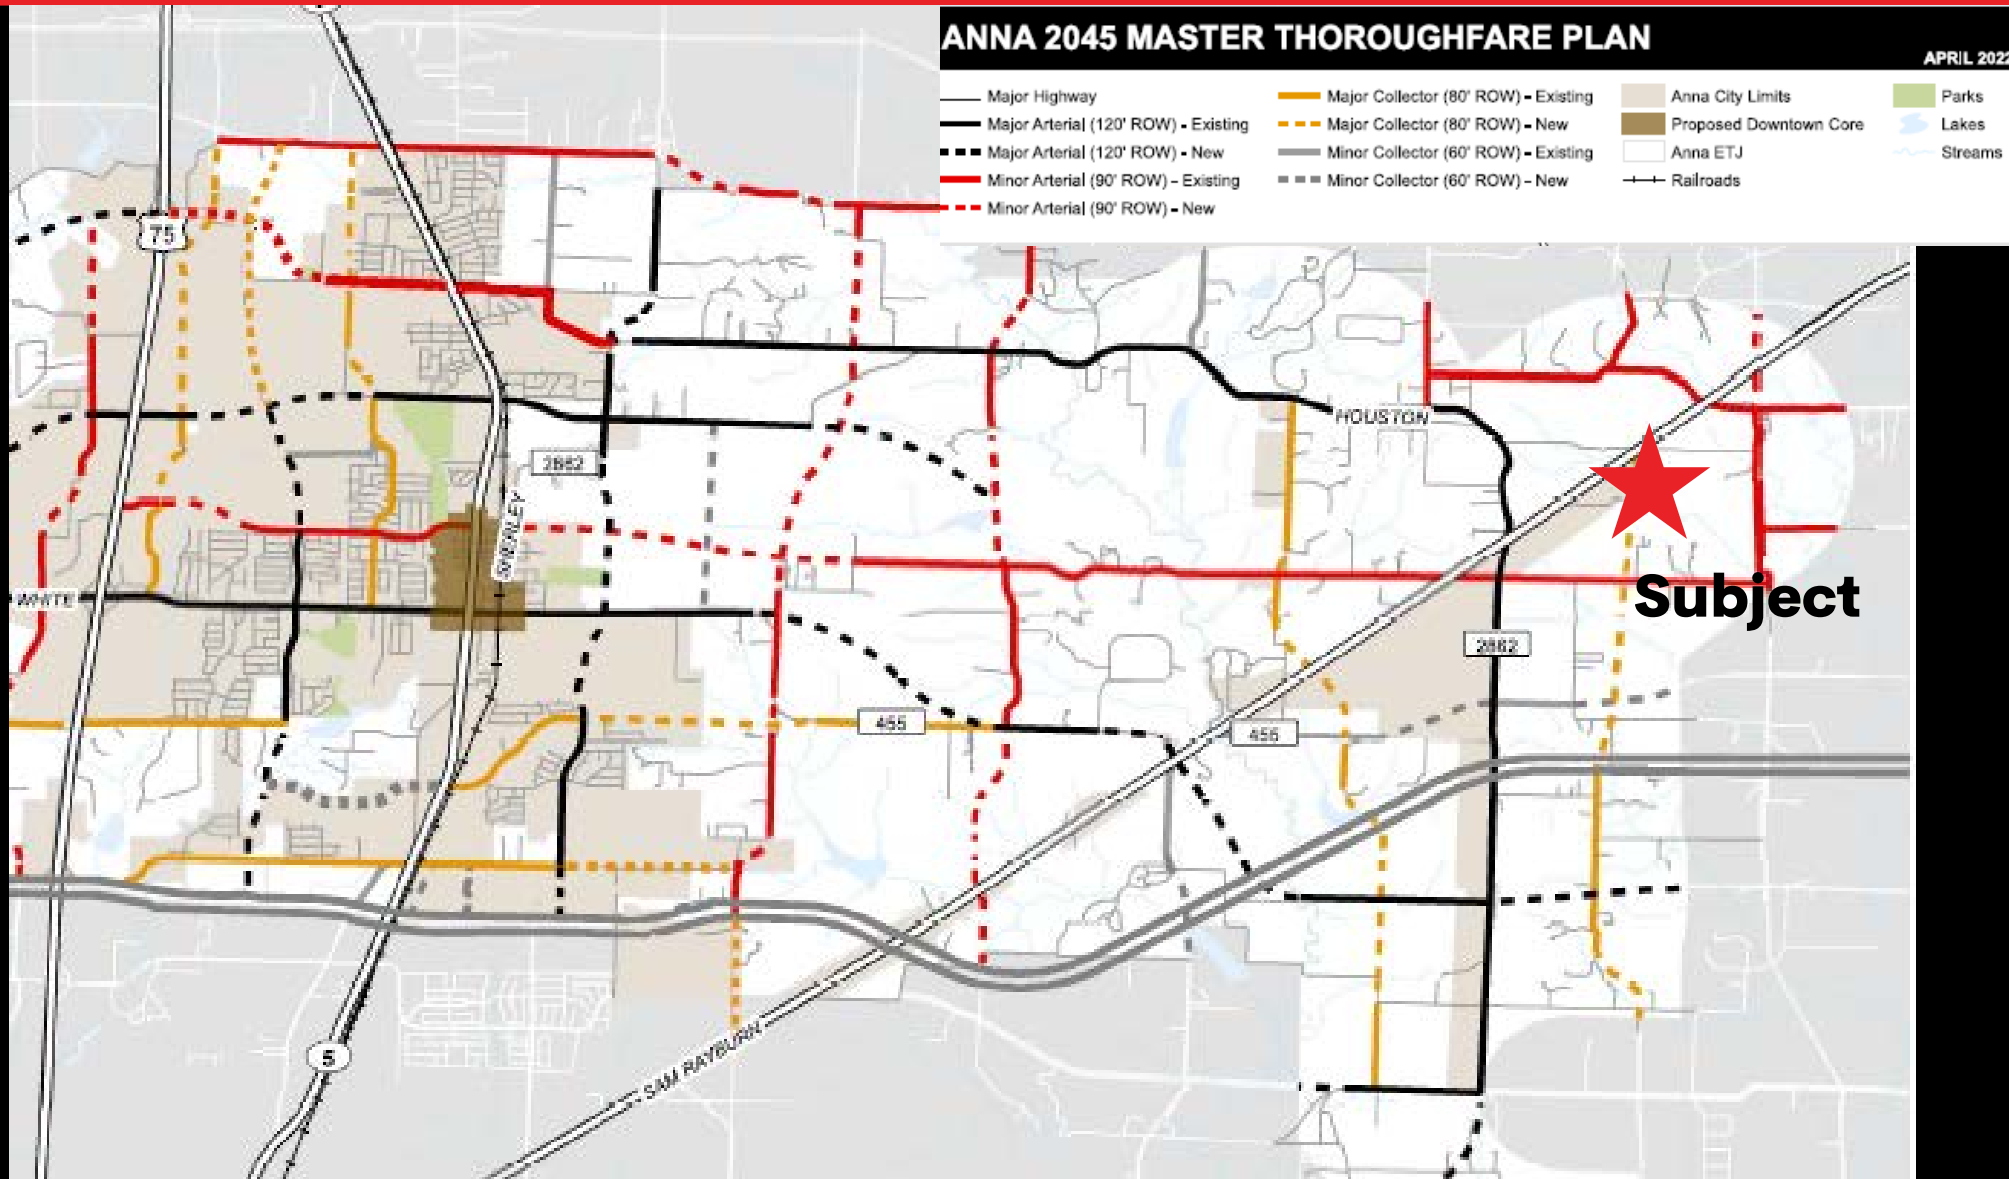 ANNA 2045 MASTER THOROUGHFARE PLAN
APRIL 2022
Major Highway
Major Arterial (120' ROW) - Existing
Major Arterial (120' ROW) - New
Minor Arterial (90' ROW) - Existing
Minor Arterial (90' ROW) - New
Major Collector (80' ROW) - Existing
Major Collector (80' ROW) - New
Minor Collector (60' ROW) - Existing
Minor Collector (60' ROW) - New
Anna City Limits
Proposed Downtown Core
Anna ETJ
Railroads
Parks
Lakes
Streams
75
HOUSTON
2862
SHERLEY
WHITE
Subject
2862
455
455
SAM RAYBURN
5